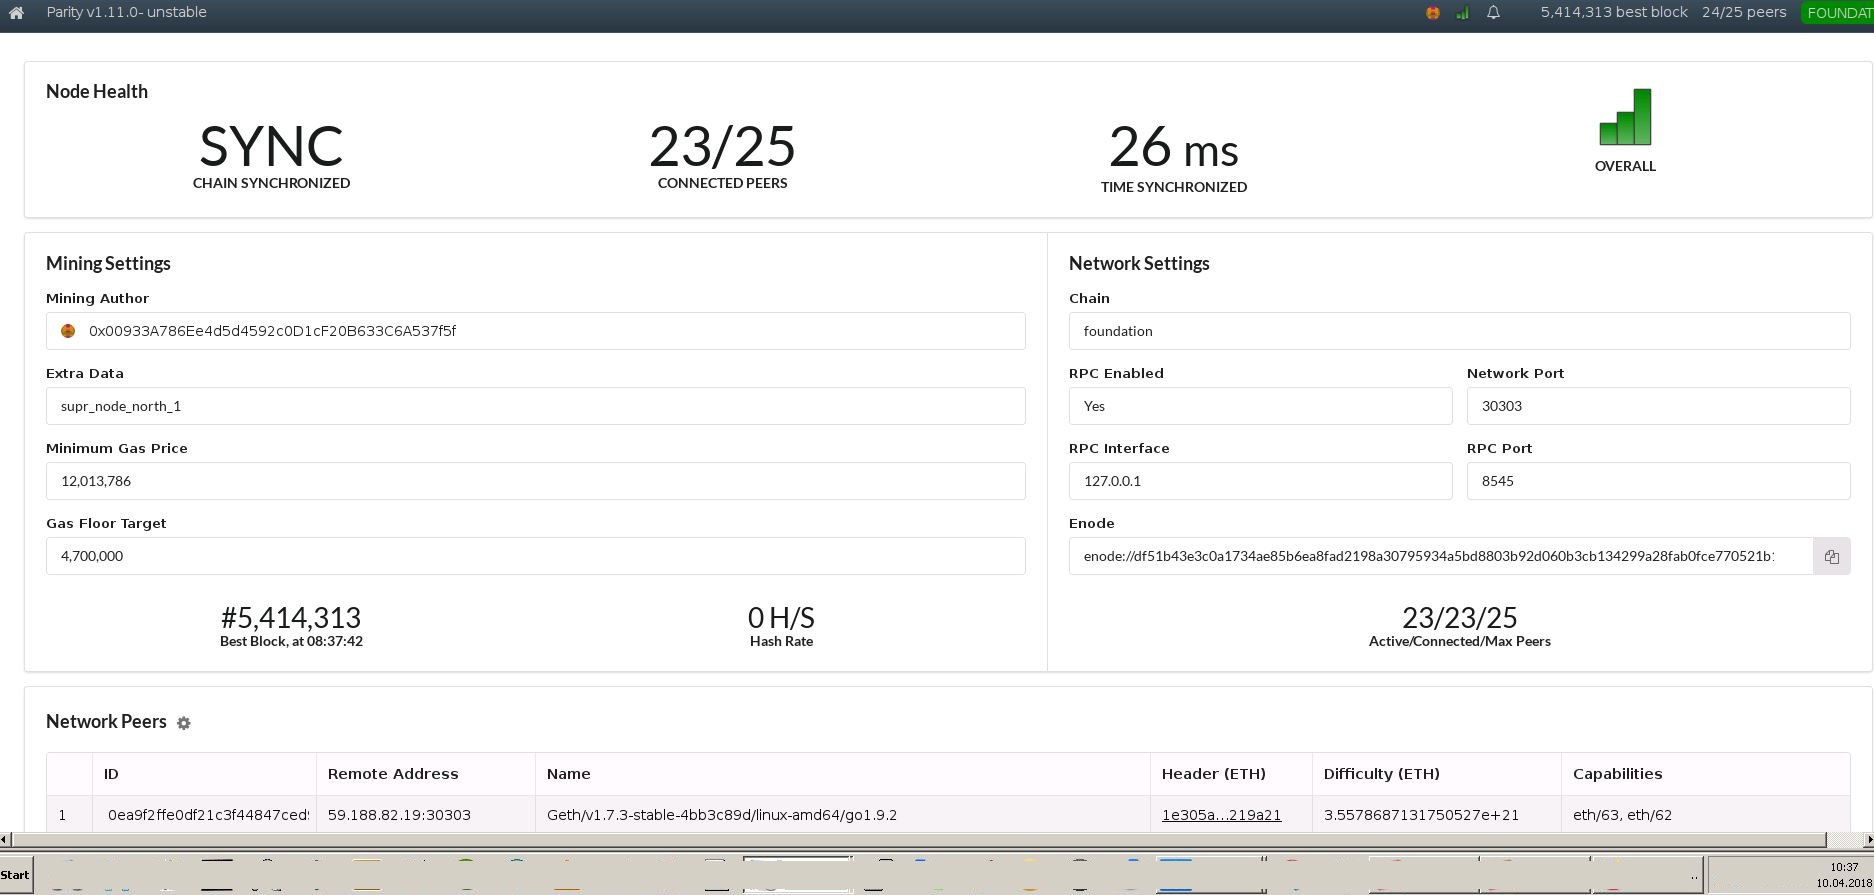 Parity v1.11.0- unstable
5,414,313 best block 24/25 peers FOUNDAT
Node Health
SYNC
CHAIN SYNCHRONIZED
23/25
CONNECTED PEERS
26 ms
TIME SYNCHRONIZED
OVERALL
Mining Settings
Mining Author
0x00933A786Ee4d5d4592c0D1cF20B633C6A537f5f
Extra Data
supr_node_north_1
Minimum Gas Price
12,013,786
Gas Floor Target
4,700,000
#5,414,313
Best Block, at 08:37:42
0 H/S
Hash Rate
Network Settings
Chain
foundation
RPC Enabled
Yes
Network Port
30303
RPC Interface
127.0.0.1
RPC Port
8545
Enode
enode://df51b43e3c0a1734ae85b6ea8fad2198a30795934a5bd8803b92d060b3cb134299a28fab0fce770521b
23/23/25
Active/Connected/Max Peers
Network Peers
ID Remote Address Name Header (ETH) Difficulty (ETH) Capabilities
1 0ea9f2ffe0df21c3f44847ced 59.188.82.19:30303 Geth/v1.7.3-stable-4bb3c89d/linux-amd64/go1.9.2 1e305a...219a21 3.5578687131750527e+21 eth/63, eth/62
Start
10:37
10.04.2018